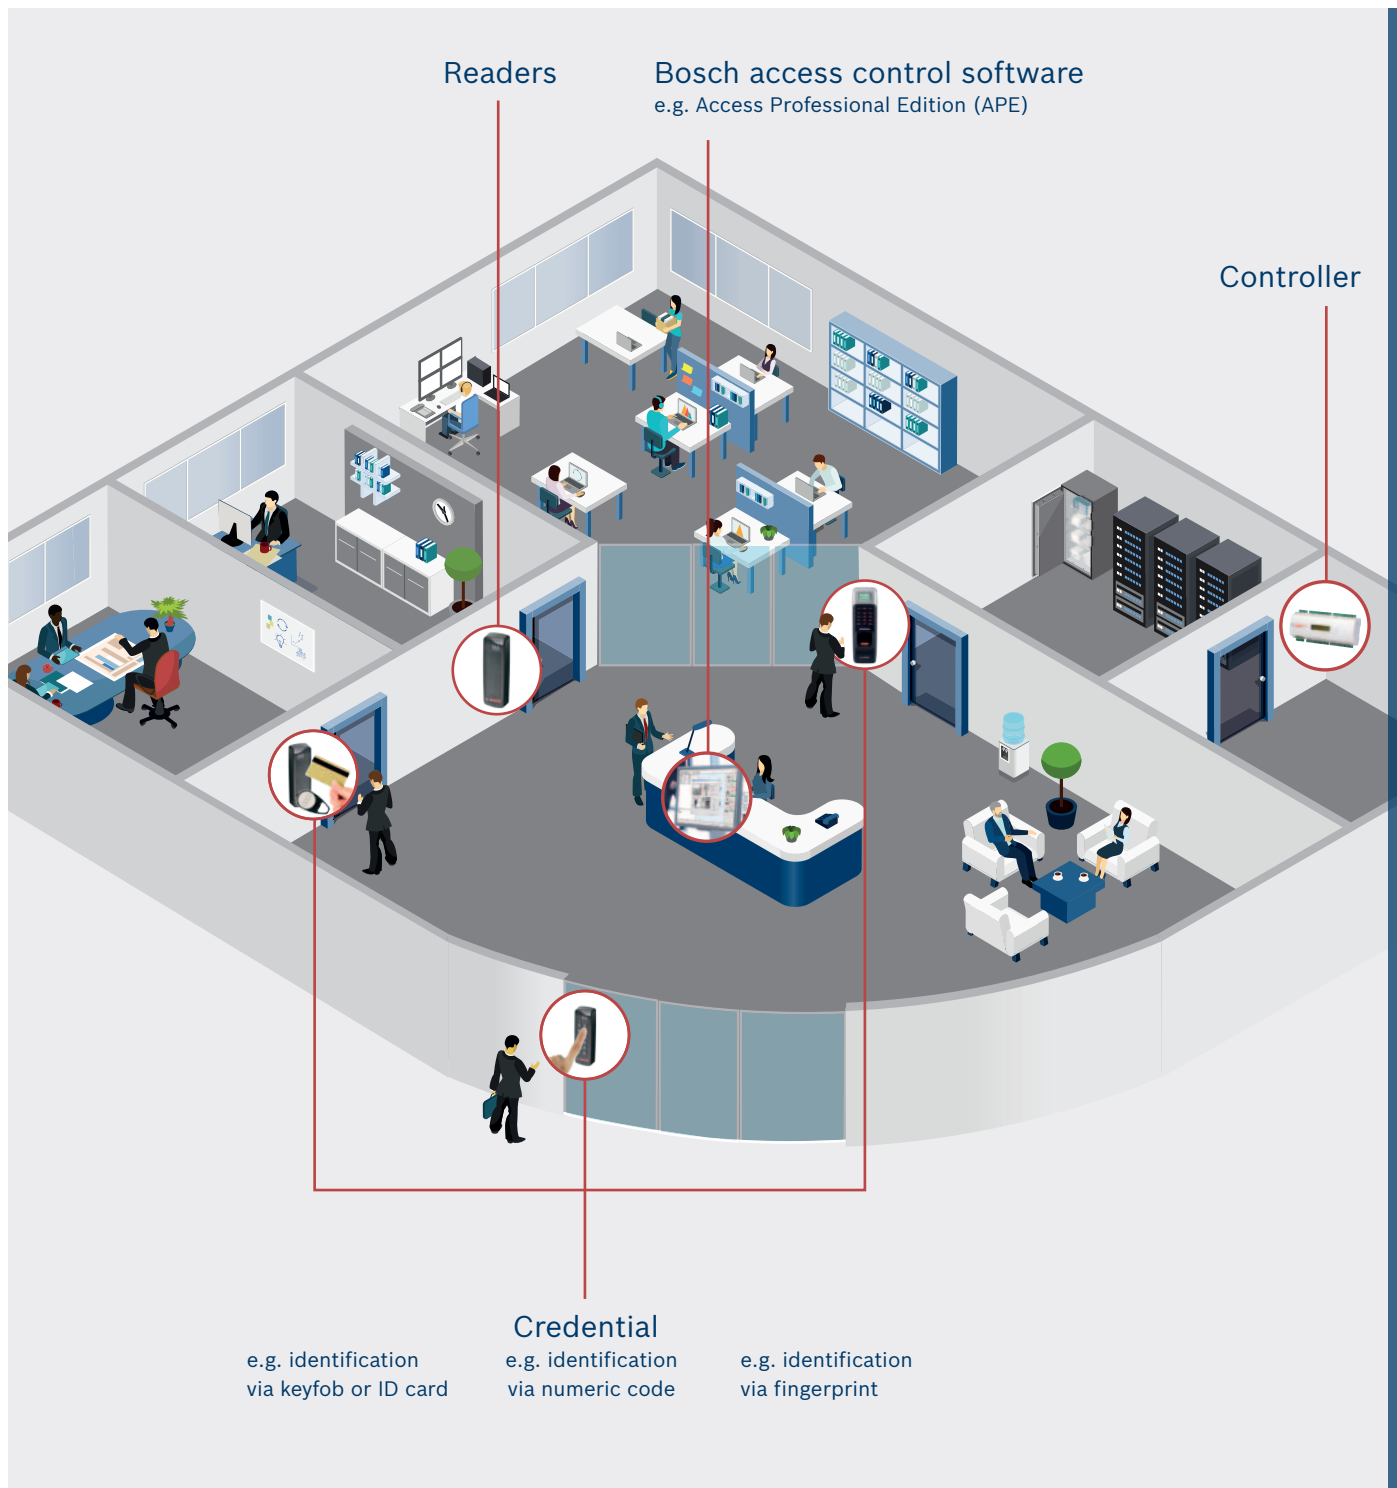 Readers
Bosch access control software
e.g. Access Professional Edition (APE)
Controller
Credential
e.g. identification
via keyfob or ID card
e.g. identification
via numeric code
e.g. identification
via fingerprint